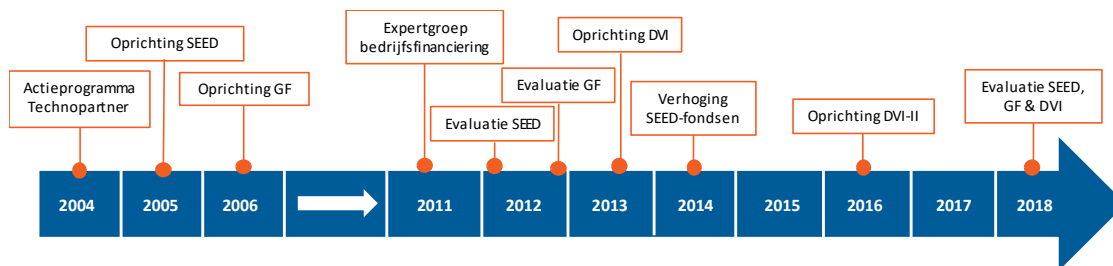 Actieprogramma
Technopartner
Oprichting SEED
Oprichting GF
Expertgroep
bedrijfsfinanciering
Evaluatie SEED
Evaluatie GF
Oprichting DVI
Verhoging
SEED-fondsen
Oprichting DVI-II
Evaluatie SEED,
GF & DVI
2004
2005
2006
2011
2012
2013
2014
2015
2016
2017
2018